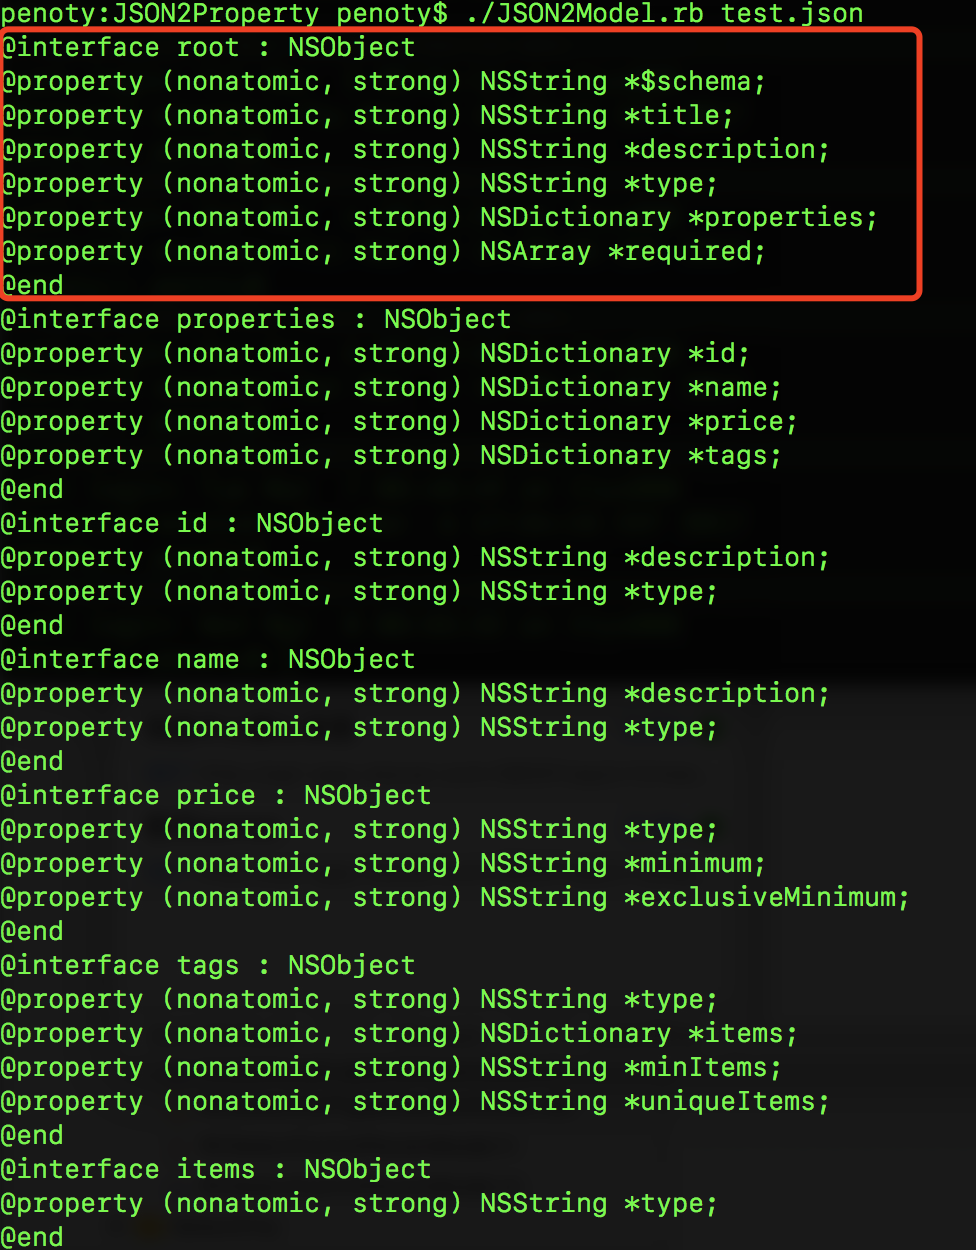 penoty:JSON2Property penoty$ ./JSON2Model.rb test.json
@interface root : NSObject
@property (nonatomic, strong) NSString *$schema;
@property (nonatomic, strong) NSString *title;
@property (nonatomic, strong) NSString *description;
@property (nonatomic, strong) NSString *type;
@property (nonatomic, strong) NSDictionary *properties;
@property (nonatomic, strong) NSArray *required;
@end
@interface properties : NSObject
@property (nonatomic, strong) NSDictionary *id;
@property (nonatomic, strong) NSDictionary *name;
@property (nonatomic, strong) NSDictionary *price;
@property (nonatomic, strong) NSDictionary *tags;
@end
@interface id : NSObject
@property (nonatomic, strong) NSString *description;
@property (nonatomic, strong) NSString *type;
@end
@interface name : NSObject
@property (nonatomic, strong) NSString *description;
@property (nonatomic, strong) NSString *type;
@end
@interface price : NSObject
@property (nonatomic, strong) NSString *type;
@property (nonatomic, strong) NSString *minimum;
@property (nonatomic, strong) NSString *exclusiveMinimum;
@end
@interface tags : NSObject
@property (nonatomic, strong) NSString *type;
@property (nonatomic, strong) NSDictionary *items;
@property (nonatomic, strong) NSString *minItems;
@property (nonatomic, strong) NSString *uniqueItems;
@end
@interface items : NSObject
@property (nonatomic, strong) NSString *type;
@end